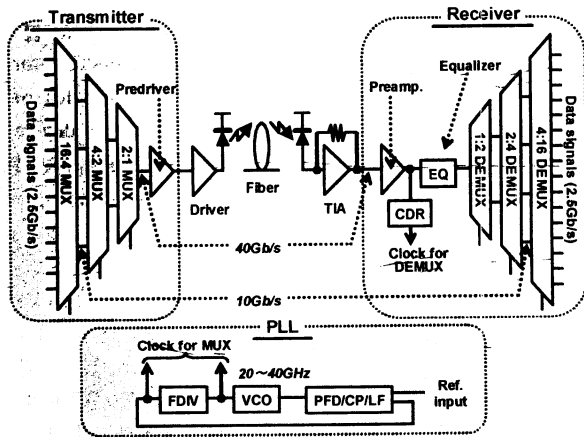 Transmitter
Receiver
Predriver
Preamp.
Equalizer
Data signals (2.5Gb/s)
16:4 MUX
4:2 MUX
2:1 MUX
Driver
Fiber
TIA
EQ
CDR
1:2 DEMUX
2:4 DEMUX
4:16 DEMUX
Data signals (2.5Gb/s)
40Gb/s
Clock for
DEMUX
10Gb/s
PLL
Clock for MUX
20～40GHz
FDIV
VCO
PFD/CP/LF
Ref.
input